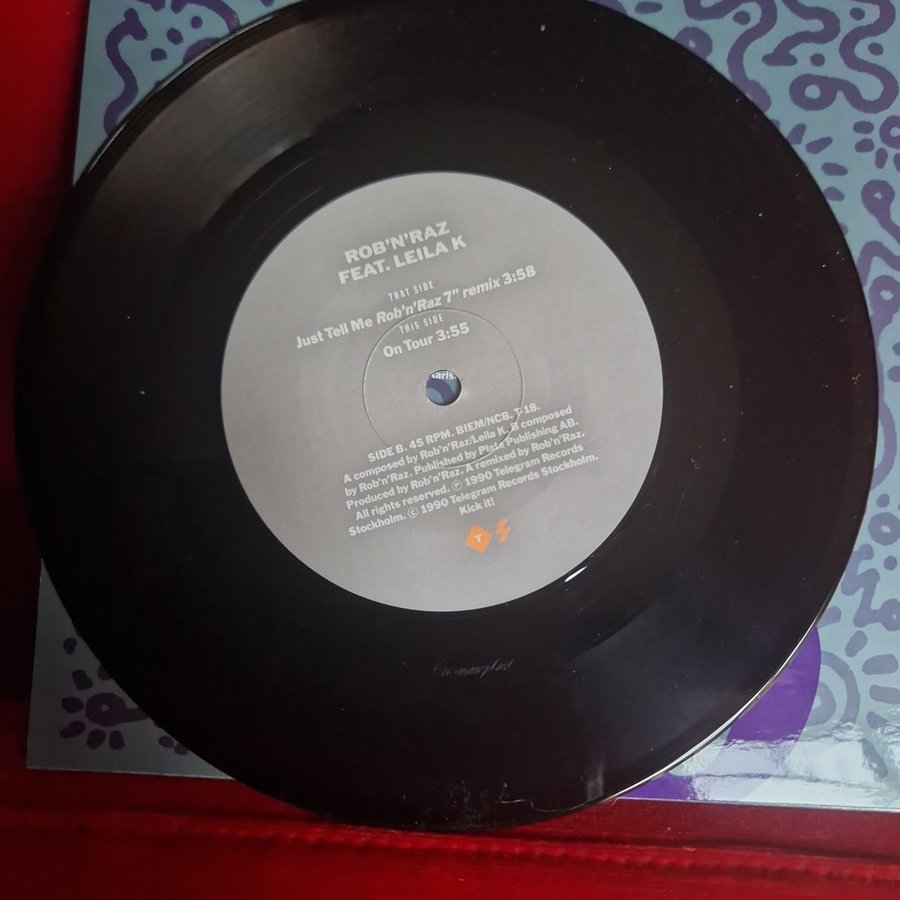 ROB'N'RAZ
FEAT. LEILA K
THAT SIDE
Just Tell Me Rob'n'Raz 7" remix 3:58
THIS SIDE
On Tour 3:55
SIDE B. 45 RPM. BIEM/NCB. T-18.
A composed by Rob'n'Raz/Leila K. B composed
by Rob'n'Raz. Published by Plata Publishing AB.
Produced by Rob'n'Raz. A remixed by Rob'n'Raz.
All rights reserved. ℗ 1990 Telegram Records
Stockholm. © 1990 Telegram Records Stockholm.
Kick it!
T